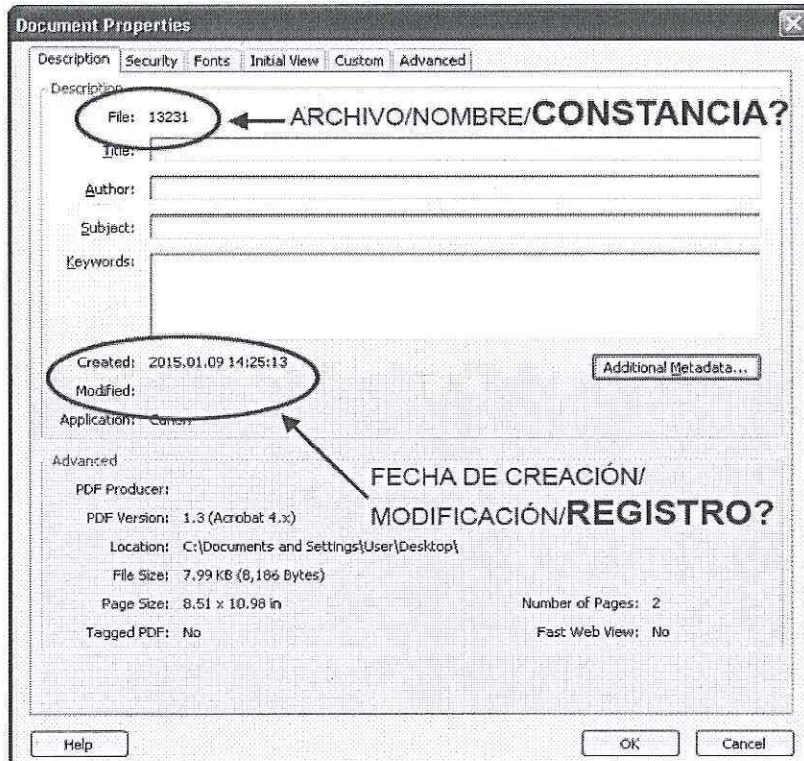 Document Properties
Description Security Fonts Initial View Custom Advanced
Description
File: 13231 ARCHIVO/NOMBRE/CONSTANCIA?
Title:
Author:
Subject:
Keywords:
Created: 2015.01.09 14:25:13
Modified:
Additional Metadata...
Application: Canon
Advanced
FECHA DE CREACIÓN/
MODIFICACIÓN/REGISTRO?
PDF Producer:
PDF Version: 1.3 (Acrobat 4.x)
Location: C:\Documents and Settings\User\Desktop\
File Size: 7.99 KB (8,186 Bytes)
Page Size: 8.51 x 10.98 in Number of Pages: 2
Tagged PDF: No Fast Web View: No
Help OK Cancel